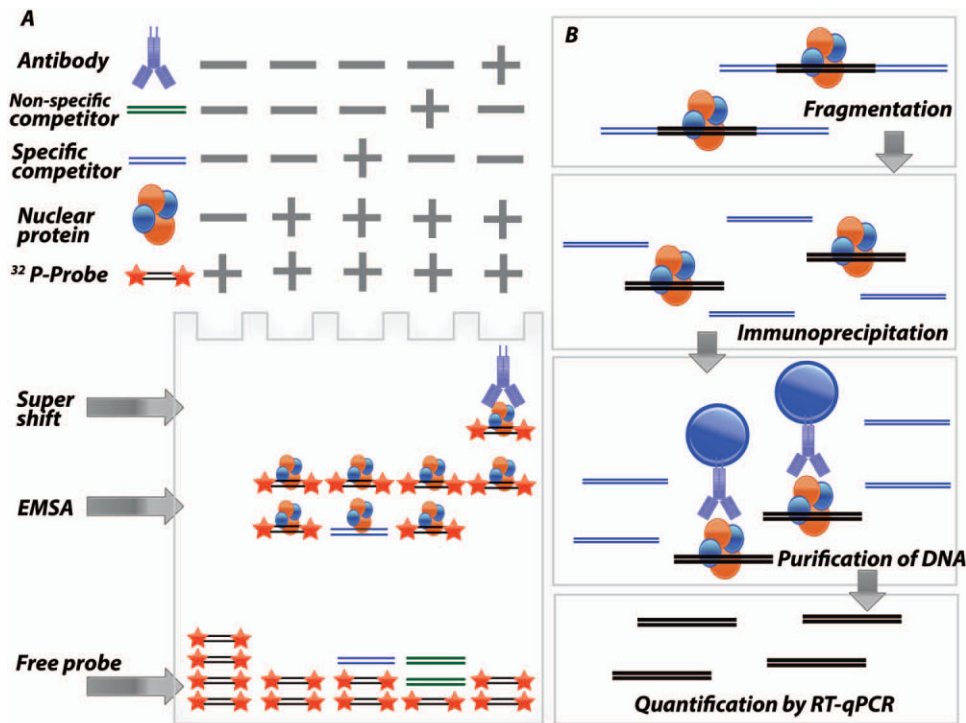 A
Antibody
Non-specific
competitor
Specific
competitor
Nuclear
protein
32 P-Probe
Super
shift
EMSA
Free probe
B
Fragmentation
Immunoprecipitation
Purification of DNA
Quantification by RT-qPCR